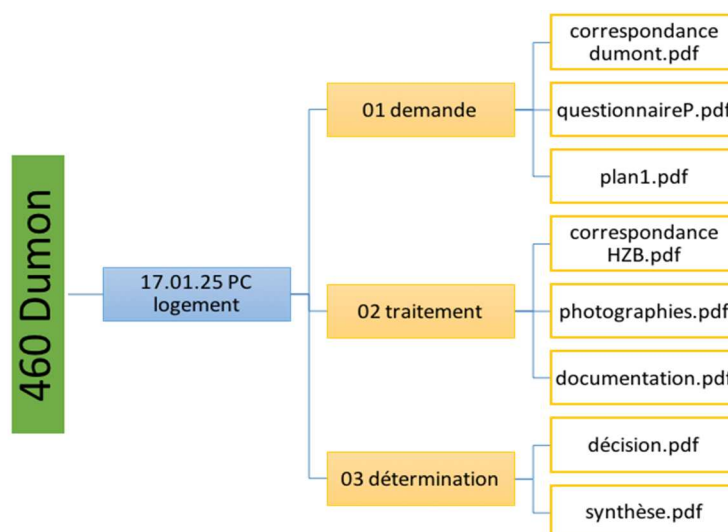 460 Dumon
17.01.25 PC
logement
01 demande
correspondance
dumont.pdf
questionnaireP.pdf
plan1.pdf
02 traitement
correspondance
HZB.pdf
photographies.pdf
documentation.pdf
03 détermination
décision.pdf
synthèse.pdf